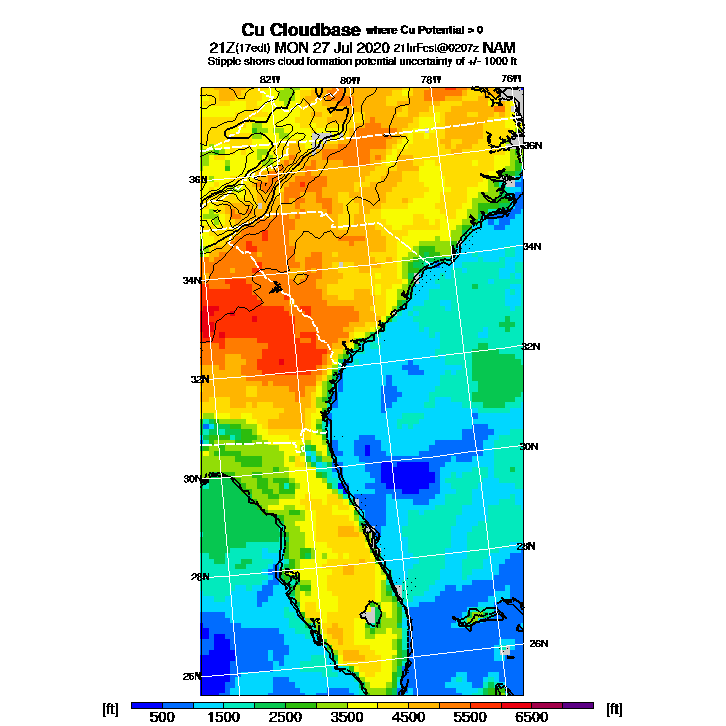 Cu Cloudbase where Cu Potential > 0
21Z(17edt) MON 27 Jul 2020 21hrFcst@0207z NAM
Stipple shows cloud formation potential uncertainty of +/- 1000 ft
82W 80W 78W 76W
36N
36N
34N
34N
32N
32N
30N
30N
28N
28N
26N
26N
[ft] 500 1500 2500 3500 4500 5500 6500 [ft]